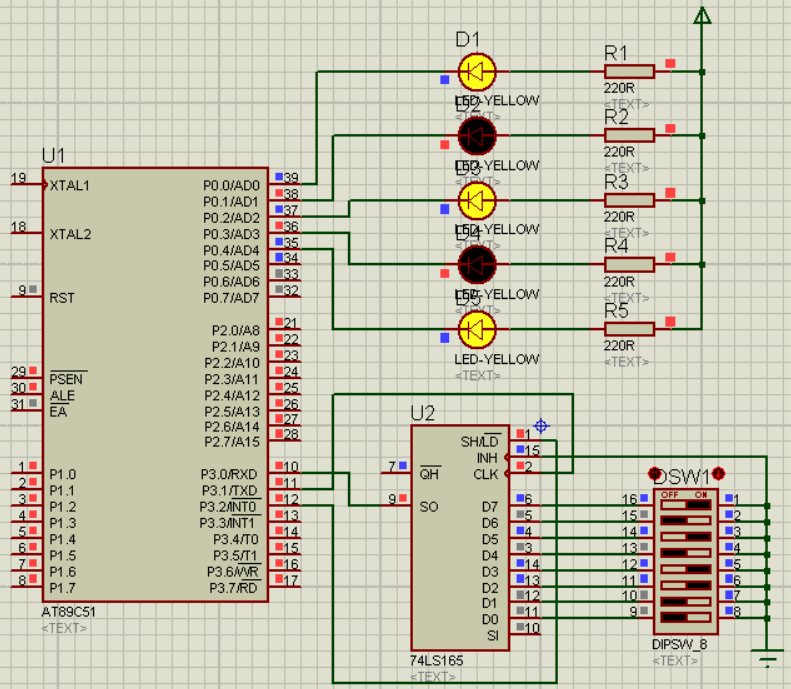 D1
LED-YELLOW
<TEXT>
R1
220R
<TEXT>
D2
LED-YELLOW
<TEXT>
R2
220R
<TEXT>
D3
LED-YELLOW
<TEXT>
R3
220R
<TEXT>
D4
LED-YELLOW
<TEXT>
R4
220R
<TEXT>
D5
LED-YELLOW
<TEXT>
R5
220R
<TEXT>
U1
19 XTAL1
18 XTAL2
9 RST
29 PSEN
30 ALE
31 EA
1 P1.0
2 P1.1
3 P1.2
4 P1.3
5 P1.4
6 P1.5
7 P1.6
8 P1.7
P0.0/AD0 39
P0.1/AD1 38
P0.2/AD2 37
P0.3/AD3 36
P0.4/AD4 35
P0.5/AD5 34
P0.6/AD6 33
P0.7/AD7 32
P2.0/A8 21
P2.1/A9 22
P2.2/A10 23
P2.3/A11 24
P2.4/A12 25
P2.5/A13 26
P2.6/A14 27
P2.7/A15 28
P3.0/RXD 10
P3.1/TXD 11
P3.2/INT0 12
P3.3/INT1 13
P3.4/T0 14
P3.5/T1 15
P3.6/WR 16
P3.7/RD 17
AT89C51
<TEXT>
U2
7 QH
9 SO
SH/LD 1
INH 15
CLK 2
D7 6
D6 5
D5 4
D4 3
D3 14
D2 13
D1 12
D0 11
SI 10
74LS165
<TEXT>
DSW1
OFF ON
16 1
15 2
14 3
13 4
12 5
11 6
10 7
9 8
DIPSW_8
<TEXT>